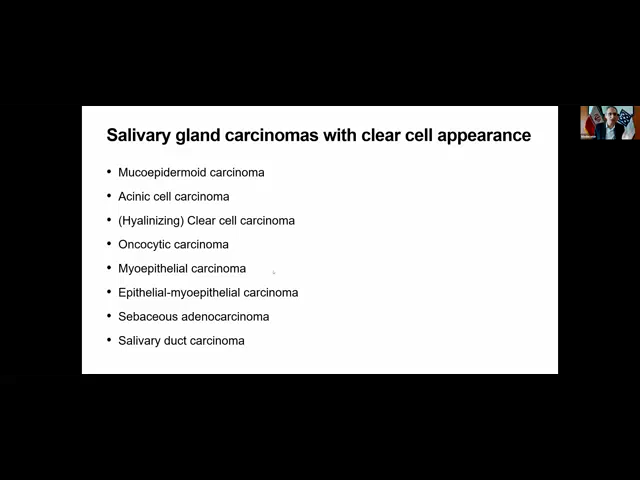 Salivary gland carcinomas with clear cell appearance
• Mucoepidermoid carcinoma
• Acinic cell carcinoma
• (Hyalinizing) Clear cell carcinoma
• Oncocytic carcinoma
• Myoepithelial carcinoma
• Epithelial-myoepithelial carcinoma
• Sebaceous adenocarcinoma
• Salivary duct carcinoma